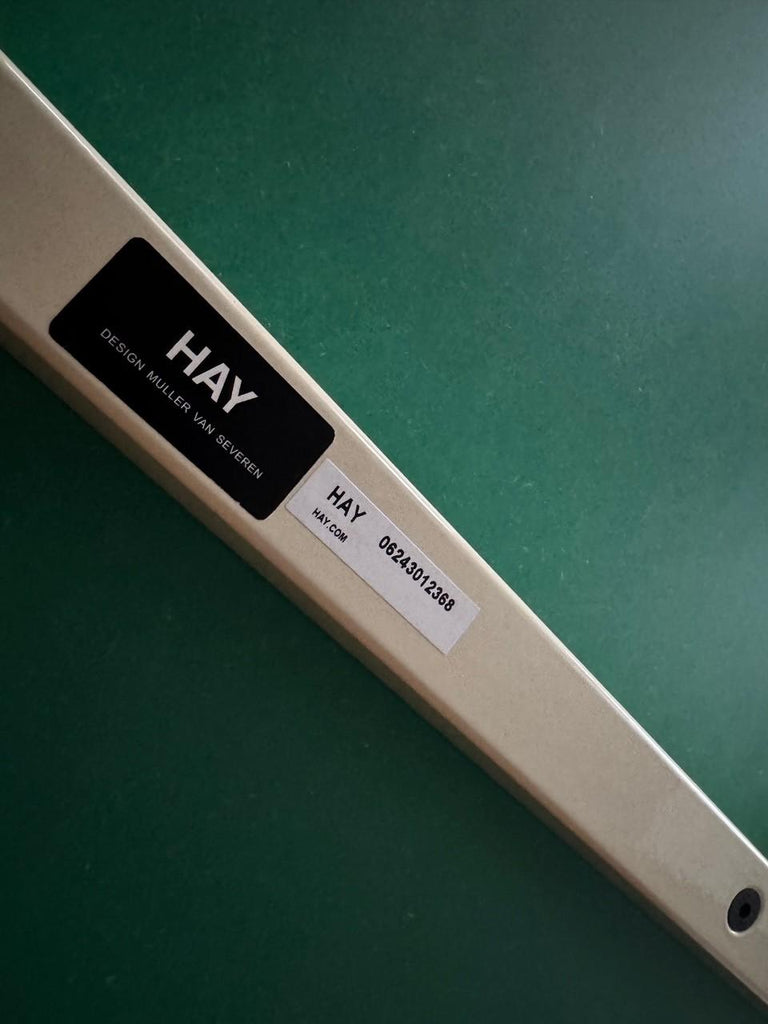 HAY
DESIGN MULLER VAN SEVEREN
HAY
HAY.COM
06243012368